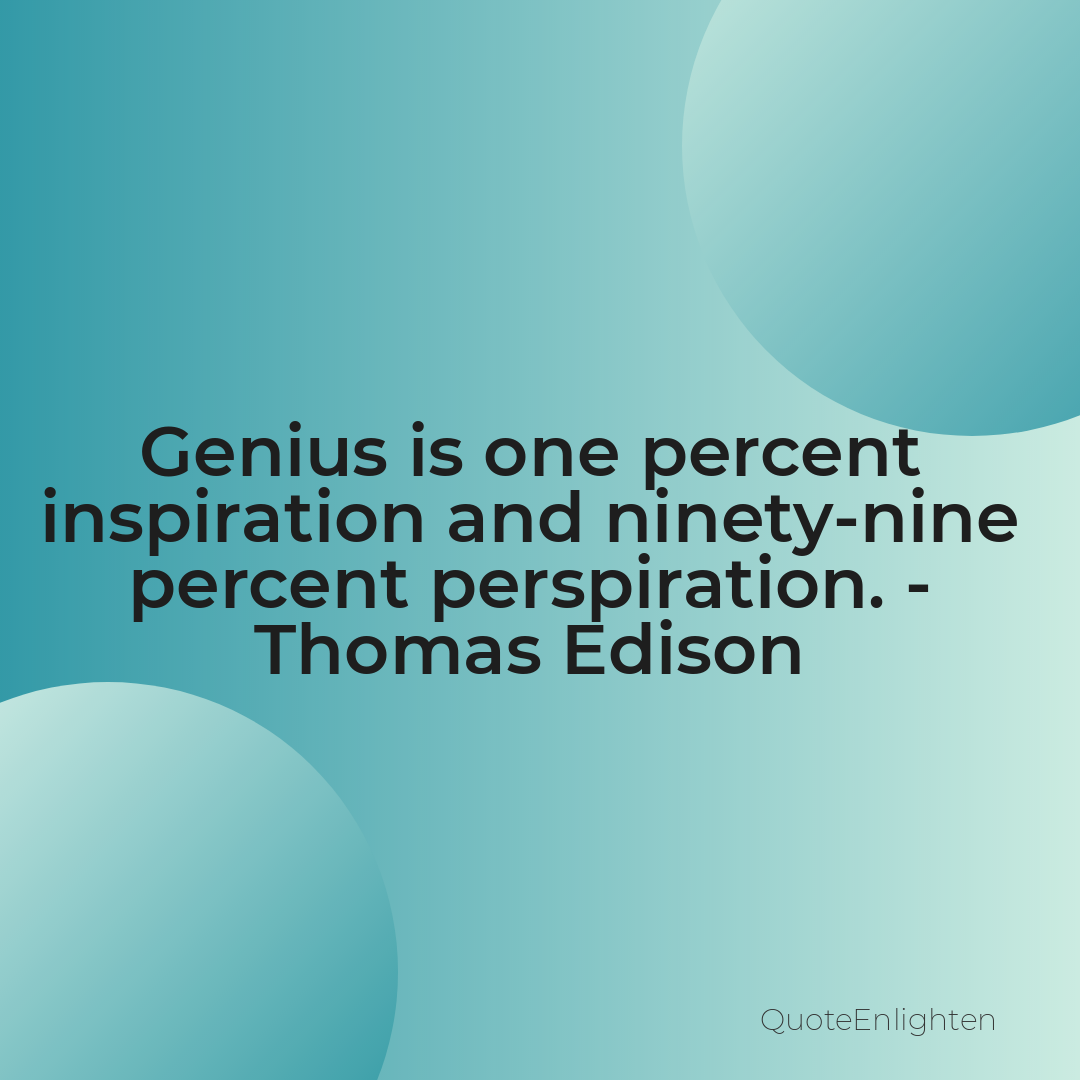 Genius is one percent
inspiration and ninety-nine
percent perspiration. -
Thomas Edison
QuoteEnlighten